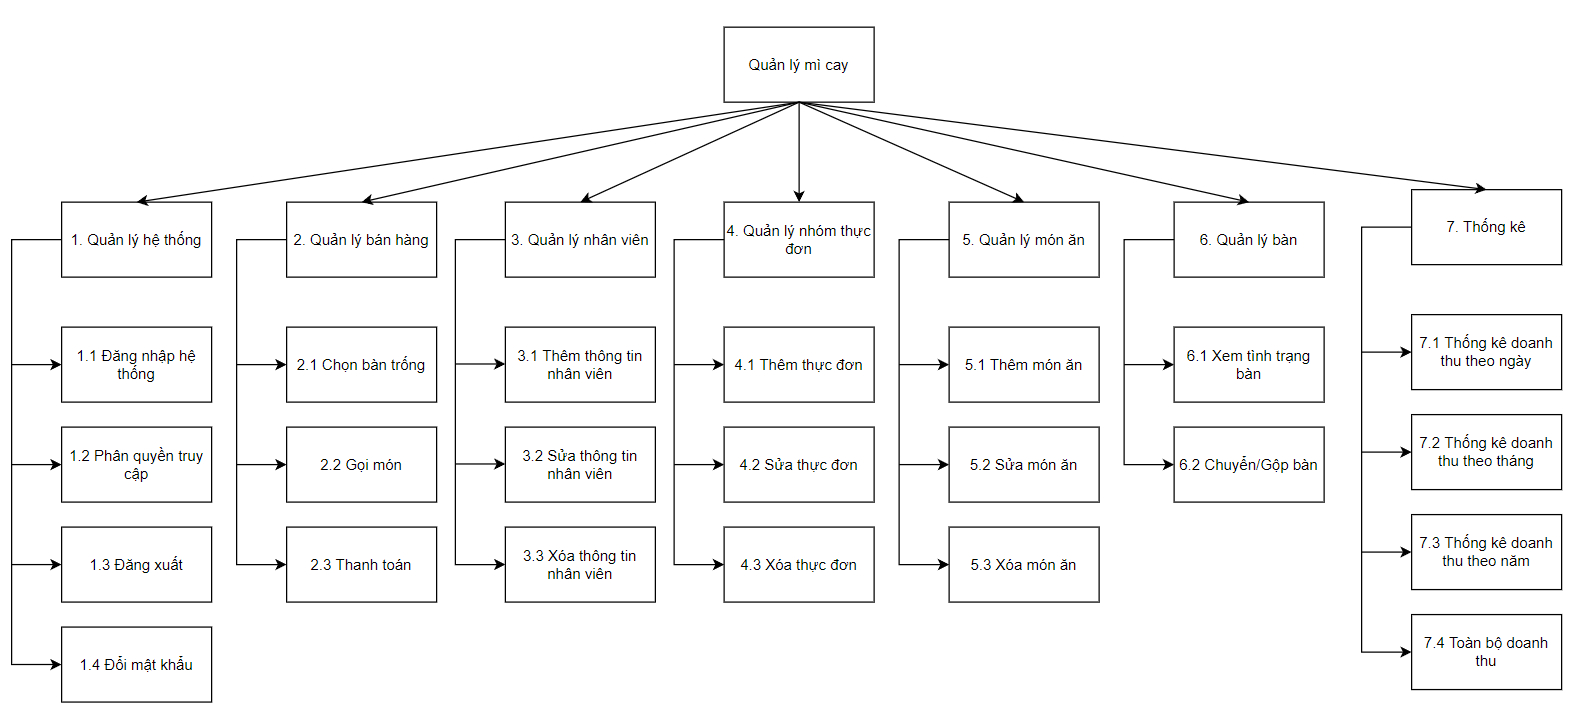 Quản lý mì cay
1. Quản lý hệ thống
2. Quản lý bán hàng
3. Quản lý nhân viên
4. Quản lý nhóm thực
đơn
5. Quản lý món ăn
6. Quản lý bàn
7. Thống kê
1.1 Đăng nhập hệ
thống
1.2 Phân quyền truy
cập
1.3 Đăng xuất
1.4 Đổi mật khẩu
2.1 Chọn bàn trống
2.2 Gọi món
2.3 Thanh toán
3.1 Thêm thông tin
nhân viên
3.2 Sửa thông tin
nhân viên
3.3 Xóa thông tin
nhân viên
4.1 Thêm thực đơn
4.2 Sửa thực đơn
4.3 Xóa thực đơn
5.1 Thêm món ăn
5.2 Sửa món ăn
5.3 Xóa món ăn
6.1 Xem tình trạng
bàn
6.2 Chuyển/Gộp bàn
7.1 Thống kê doanh
thu theo ngày
7.2 Thống kê doanh
thu theo tháng
7.3 Thống kê doanh
thu theo năm
7.4 Toàn bộ doanh
thu